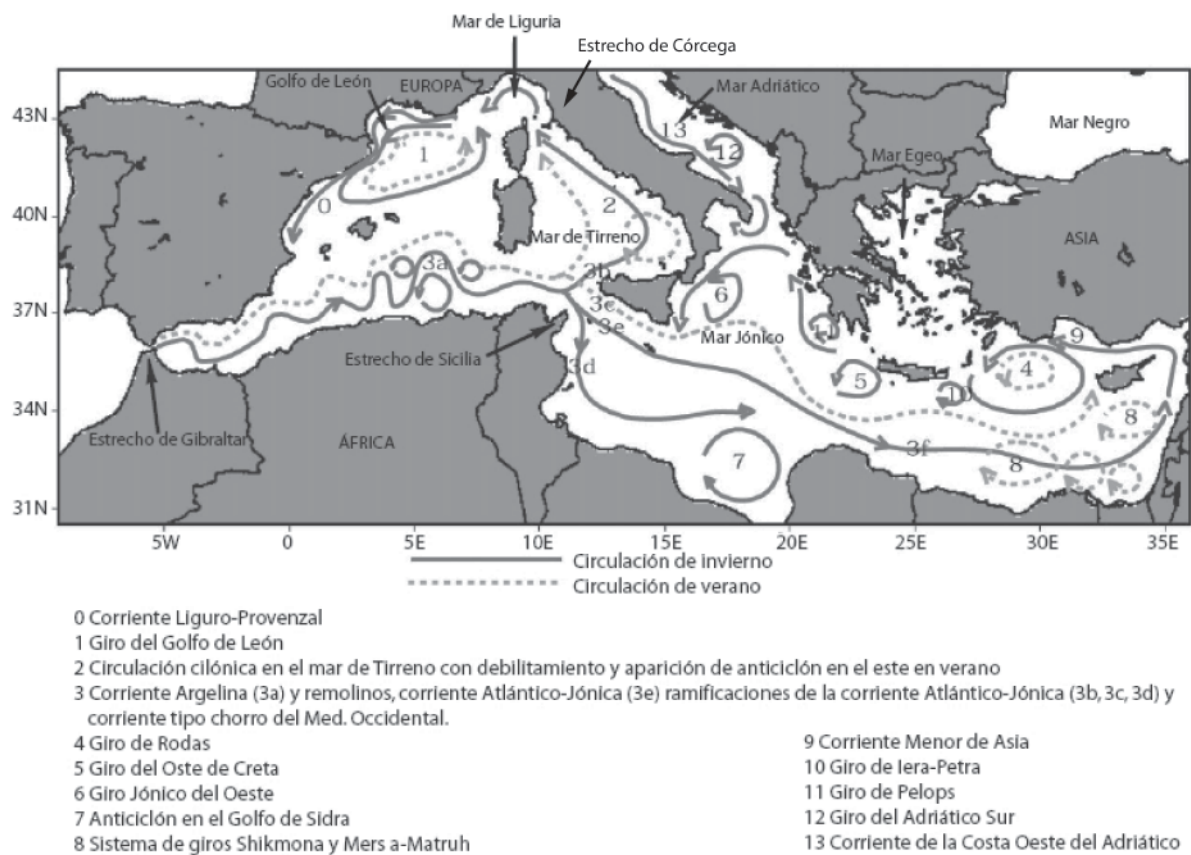 Mar de Liguria
Estrecho de Córcega
Golfo de León
EUROPA
Mar Adriático
43N
13
12
Mar Negro
1
Mar Egeo
0
2
40N
Mar de Tirreno
ASIA
3a
3b
37N
3c
6
3e
11
Mar Jónico
9
Estrecho de Sicilia
3d
5
4
10
34N
8
Estrecho de Gibraltar
ÁFRICA
3f
7
8
31N
5W 0 5E 10E 15E 20E 25E 30E 35E
Circulación de invierno
Circulación de verano
0 Corriente Liguro-Provenzal
1 Giro del Golfo de León
2 Circulación cilónica en el mar de Tirreno con debilitamiento y aparición de anticiclón en el este en verano
3 Corriente Argelina (3a) y remolinos, corriente Atlántico-Jónica (3e) ramificaciones de la corriente Atlántico-Jónica (3b, 3c, 3d) y
corriente tipo chorro del Med. Occidental.
4 Giro de Rodas
5 Giro del Oste de Creta
6 Giro Jónico del Oeste
7 Anticiclón en el Golfo de Sidra
8 Sistema de giros Shikmona y Mers a-Matruh
9 Corriente Menor de Asia
10 Giro de Iera-Petra
11 Giro de Pelops
12 Giro del Adriático Sur
13 Corriente de la Costa Oeste del Adriático